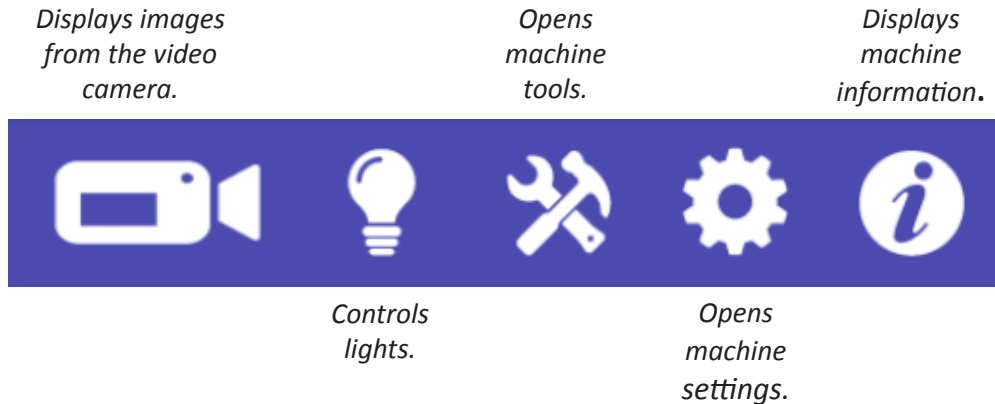 Displays images
from the video
camera.
Opens
machine
tools.
Displays
machine
information.
Controls
lights.
Opens
machine
settings.